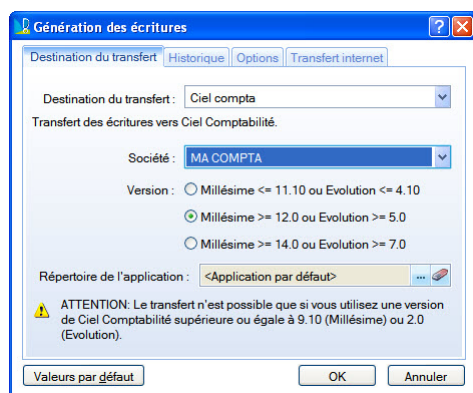 Génération des écritures
Destination du transfert Historique Options Transfert internet
Destination du transfert : Ciel compta
Transfert des écritures vers Ciel Comptabilité.
Société : MA COMPTA
Version : Millésime <= 11.10 ou Evolution <= 4.10
Millésime >= 12.0 ou Evolution >= 5.0
Millésime >= 14.0 ou Evolution >= 7.0
Répertoire de l'application : <Application par défaut> ...
ATTENTION: Le transfert n'est possible que si vous utilisez une version
de Ciel Comptabilité supérieure ou égale à 9.10 (Millésime) ou 2.0
(Evolution).
Valeurs par défaut OK Annuler